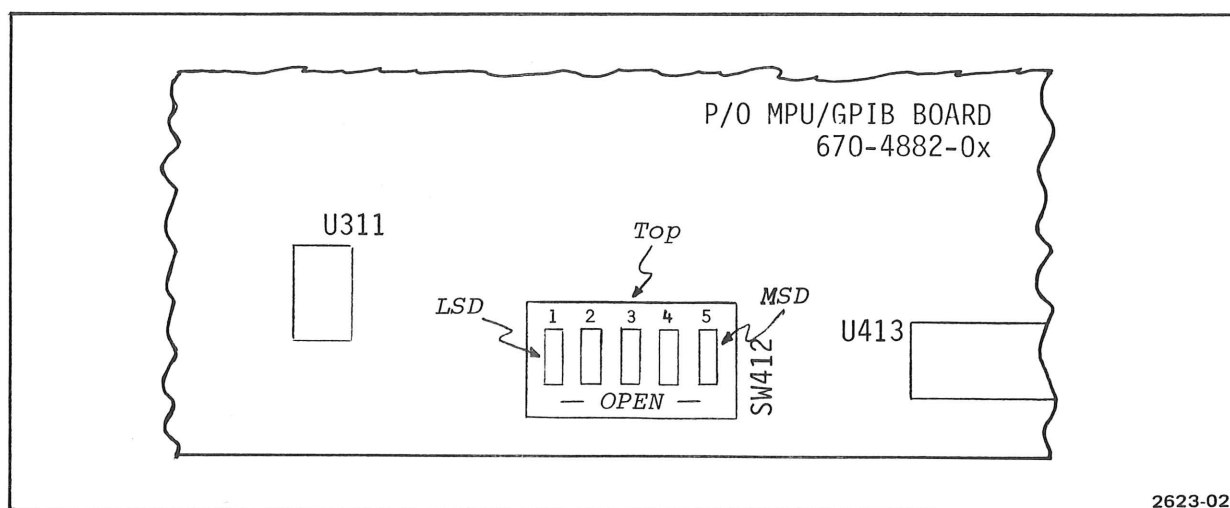 P/O MPU/GPIB BOARD
670-4882-0x
U311
Top
LSD
MSD
1 2 3 4 5
U413
SW412
— OPEN —
2623-02